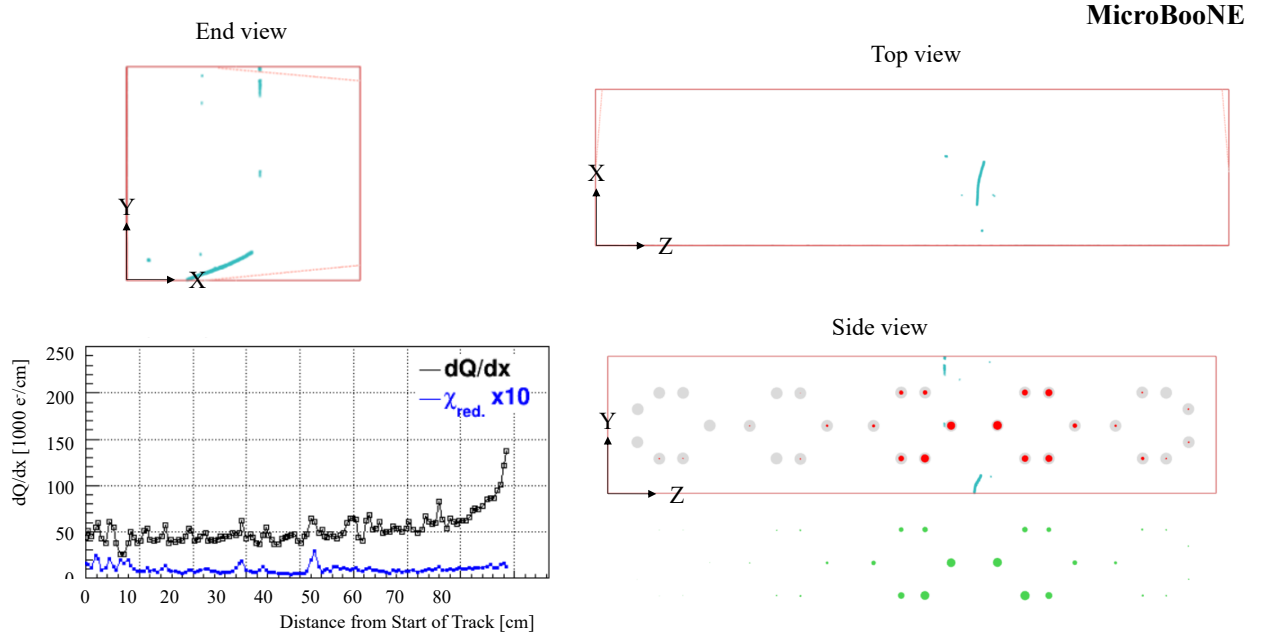 MicroBooNE
End view
Top view
Y
X
X
Z
Side view
Y
Z
dQ/dx [1000 e-/cm]
250
200
150
100
50
0
dQ/dx
χred. x10
0 10 20 30 40 50 60 70 80
Distance from Start of Track [cm]